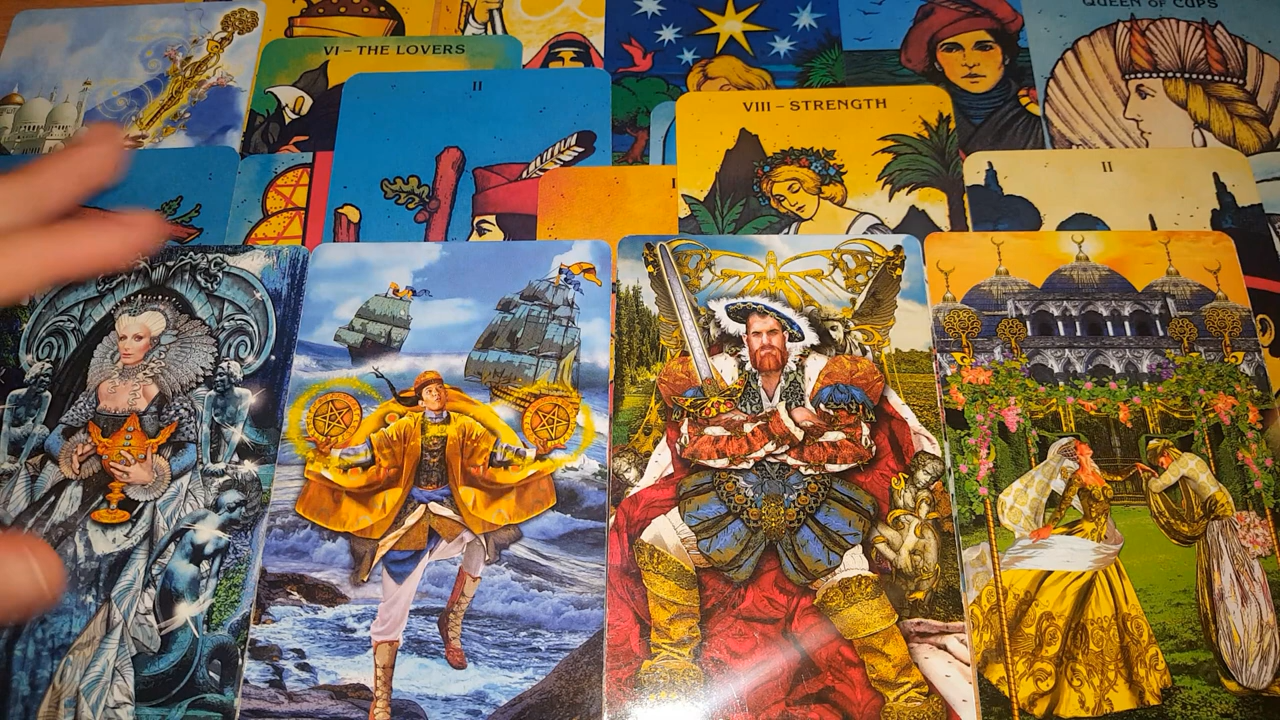 QUEEN OF CUPS
VI – THE LOVERS
II
VIII – STRENGTH
II